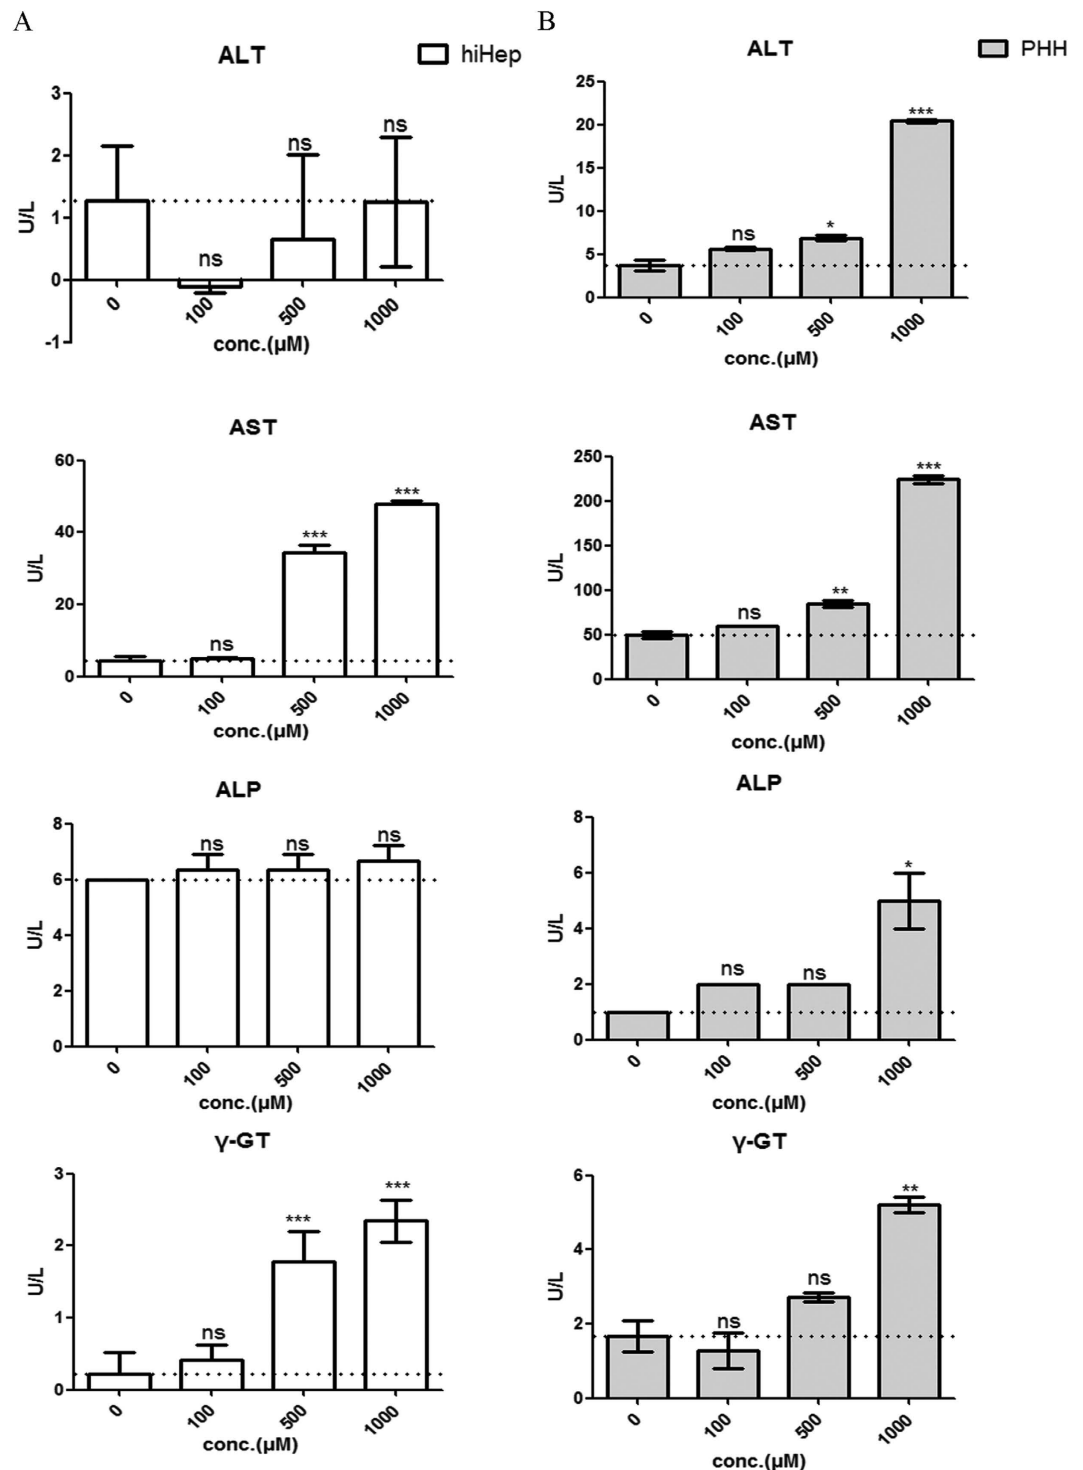 A
B
ALT
hiHep
3
2
1
0
-1
U/L
ns
ns
ns
0
100
500
1000
conc.(µM)
ALT
PHH
25
20
15
10
5
0
U/L
ns
*
***
0
100
500
1000
conc.(µM)
AST
60
40
20
0
U/L
ns
***
***
0
100
500
1000
conc.(µM)
AST
250
200
150
100
50
0
U/L
ns
**
***
0
100
500
1000
conc.(µM)
ALP
8
6
4
2
0
U/L
ns
ns
ns
0
100
500
1000
conc.(µM)
ALP
8
6
4
2
0
U/L
ns
ns
*
0
100
500
1000
conc.(µM)
γ-GT
3
2
1
0
U/L
ns
***
***
0
100
500
1000
conc.(µM)
γ-GT
6
4
2
0
U/L
ns
ns
**
0
100
500
1000
conc.(µM)